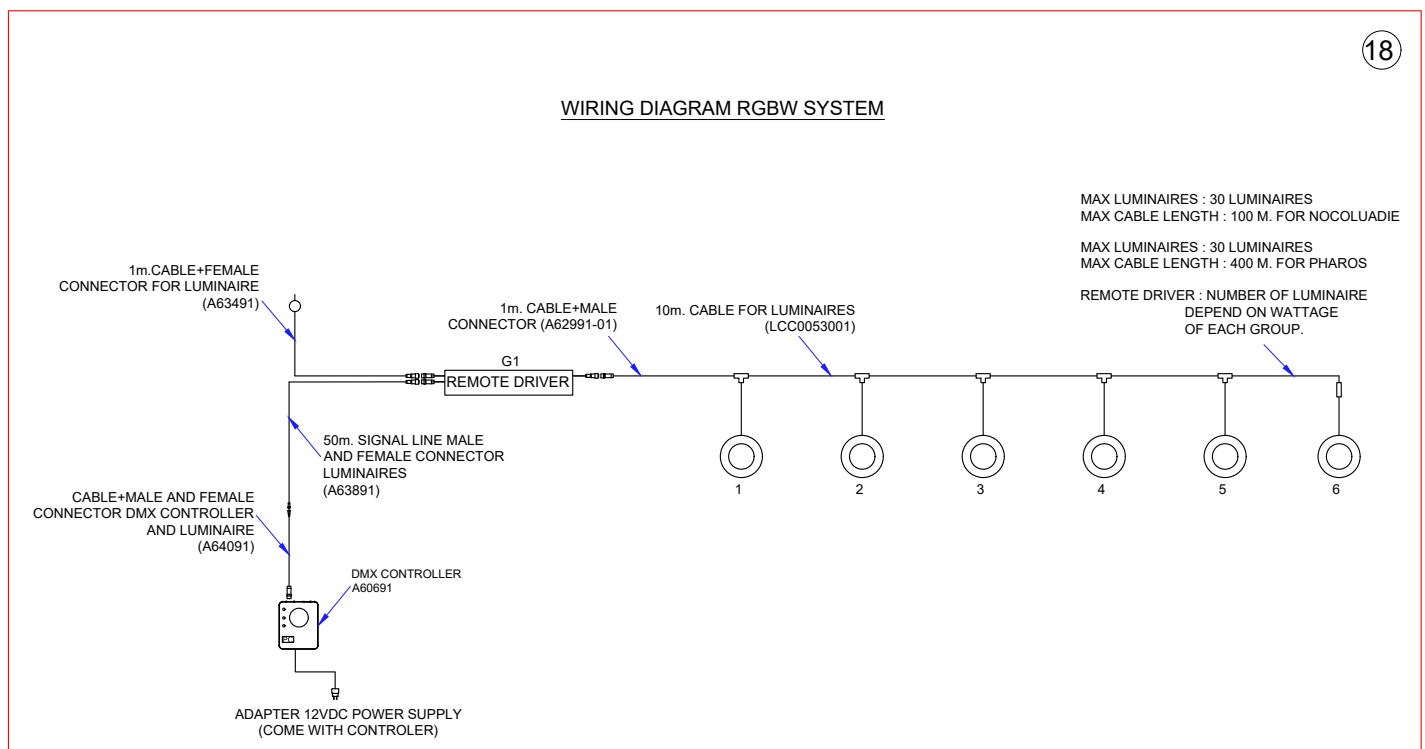 18
WIRING DIAGRAM RGBW SYSTEM
MAX LUMINAIRES : 30 LUMINAIRES
MAX CABLE LENGTH : 100 M. FOR NOCOLUADIE
MAX LUMINAIRES : 30 LUMINAIRES
MAX CABLE LENGTH : 400 M. FOR PHAROS
REMOTE DRIVER : NUMBER OF LUMINAIRE
DEPEND ON WATTAGE
OF EACH GROUP.
1m.CABLE+FEMALE
CONNECTOR FOR LUMINAIRE
(A63491)
1m. CABLE+MALE
CONNECTOR (A62991-01)
10m. CABLE FOR LUMINAIRES
(LCC0053001)
G1
REMOTE DRIVER
50m. SIGNAL LINE MALE
AND FEMALE CONNECTOR
LUMINAIRES
(A63891)
1
2
3
4
5
6
CABLE+MALE AND FEMALE
CONNECTOR DMX CONTROLLER
AND LUMINAIRE
(A64091)
DMX CONTROLLER
A60691
ADAPTER 12VDC POWER SUPPLY
(COME WITH CONTROLER)